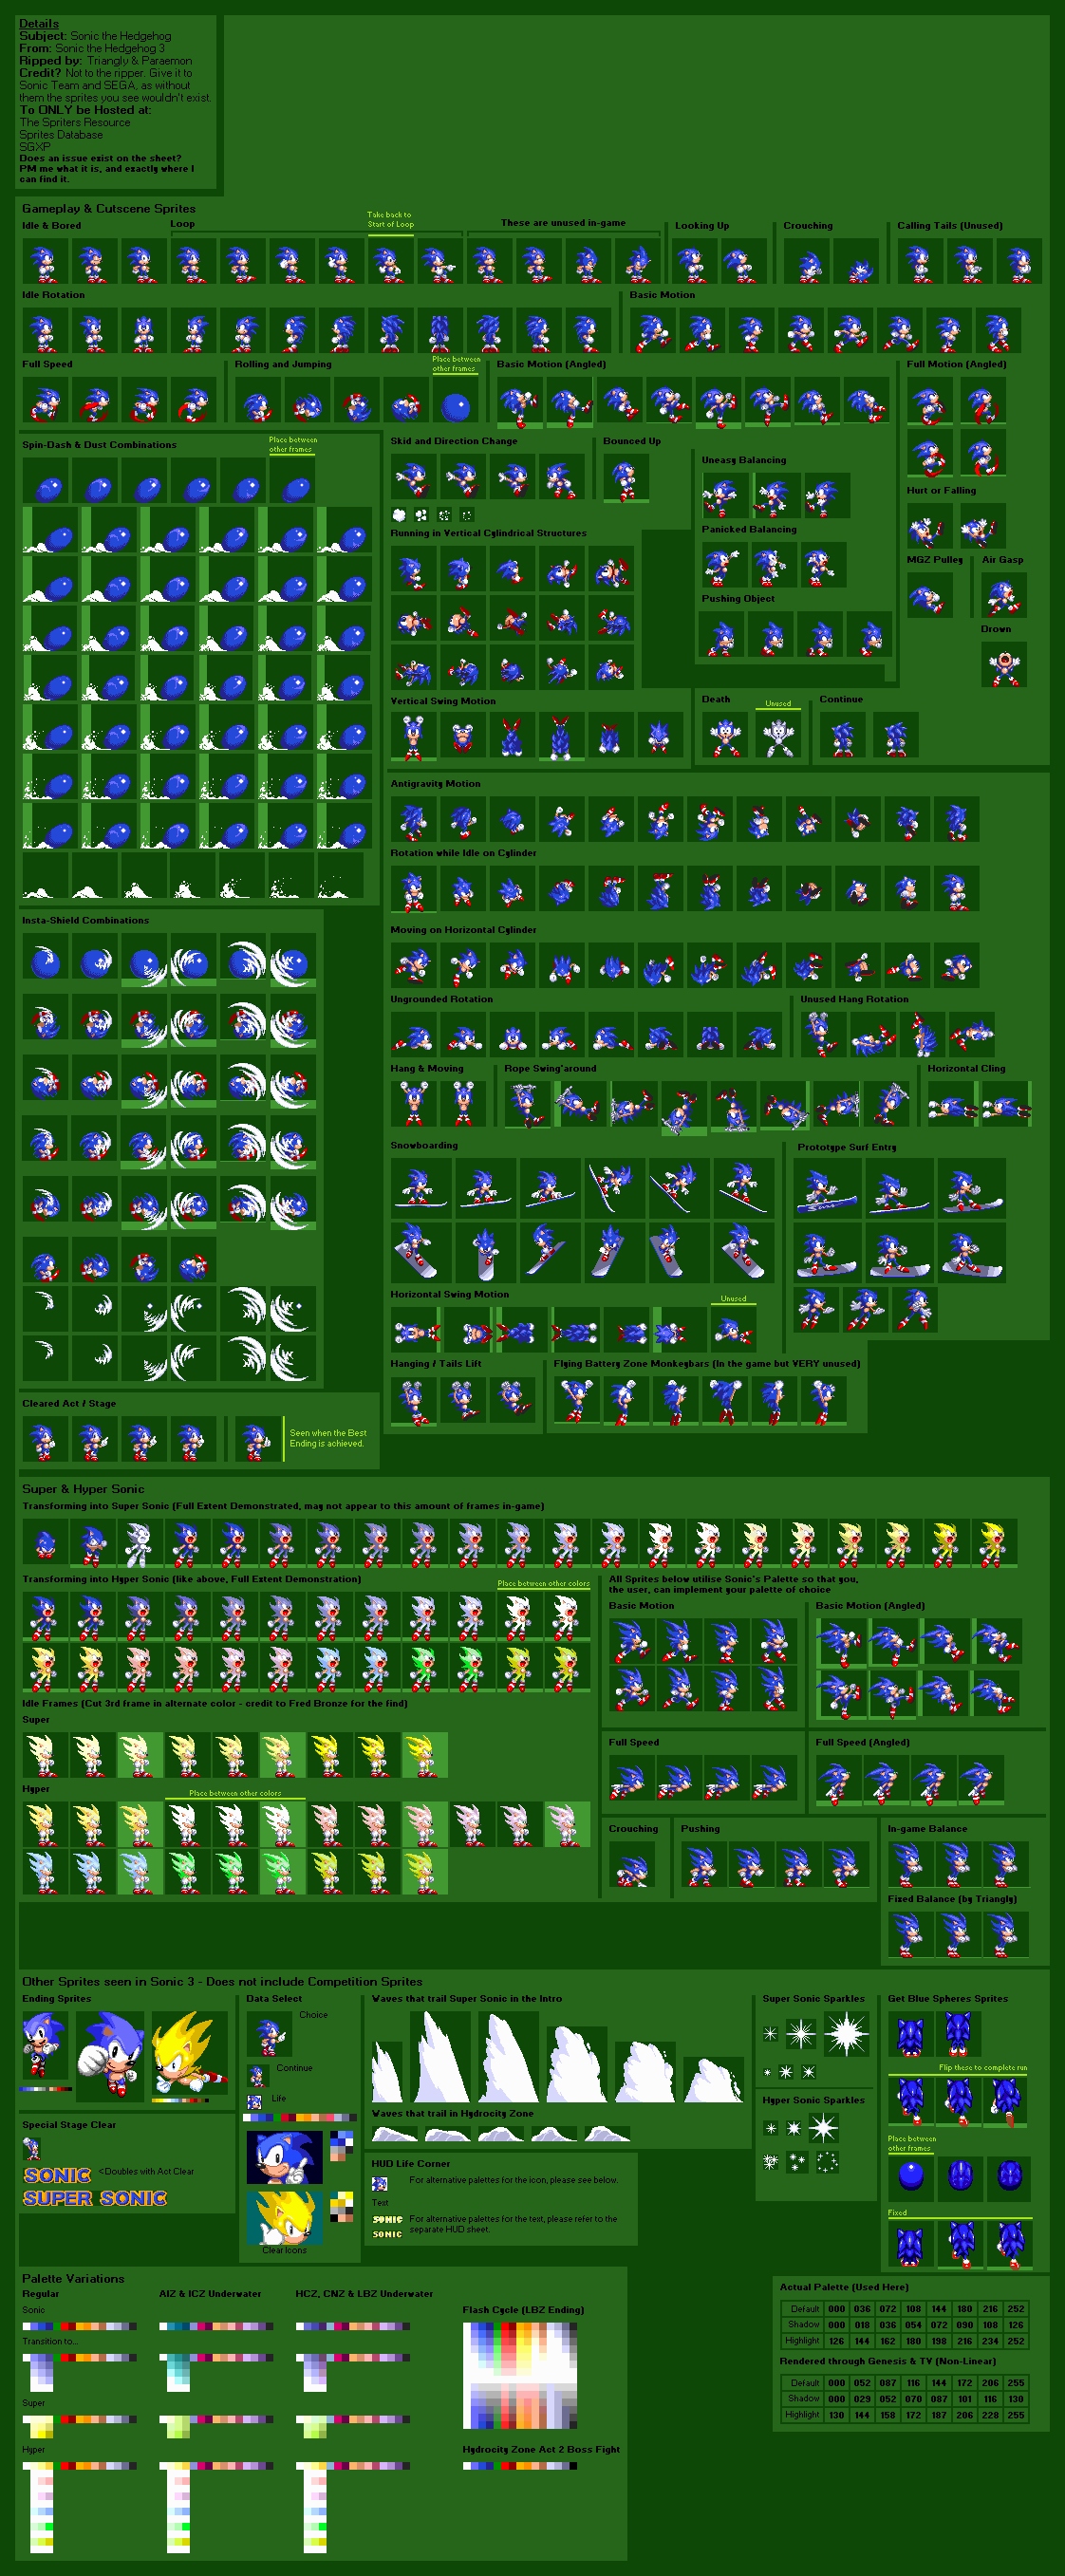 Details
Subject: Sonic the Hedgehog
From: Sonic the Hedgehog 3
Ripped by: Triangly & Paraemon
Credit? Not to the ripper. Give it to
Sonic Team and SEGA, as without
them the sprites you see wouldn't exist.
To ONLY be Hosted at:
The Spriters Resource
Sprites Database
SGXP
Does an issue exist on the sheet?
PM me what it is, and exactly where I
can find it.
Gameplay & Cutscene Sprites
Idle & Bored
Loop
Take back to
Start of Loop
These are unused in-game
Looking Up
Crouching
Calling Tails (Unused)
Idle Rotation
Basic Motion
Full Speed
Rolling and Jumping
Place between
other frames
Basic Motion (Angled)
Full Motion (Angled)
Spin-Dash & Dust Combinations
Place between
other frames
Skid and Direction Change
Bounced Up
Uneasy Balancing
Hurt or Falling
Running in Vertical Cylindrical Structures
Panicked Balancing
MGZ Pulley
Air Gasp
Pushing Object
Drown
Vertical Swing Motion
Death
Unused
Continue
Antigravity Motion
Rotation while Idle on Cylinder
Insta-Shield Combinations
Moving on Horizontal Cylinder
Ungrounded Rotation
Unused Hang Rotation
Hang & Moving
Rope Swing'around
Horizontal Cling
Snowboarding
Prototype Surf Entry
Horizontal Swing Motion
Unused
Hanging / Tails Lift
Flying Battery Zone Monkeybars (In the game but VERY unused)
Cleared Act / Stage
Seen when the Best
Ending is achieved.
Super & Hyper Sonic
Transforming into Super Sonic (Full Extent Demonstrated, may not appear to this amount of frames in-game)
Transforming into Hyper Sonic (like above, Full Extent Demonstration)
Place between other colors
All Sprites below utilise Sonic's Palette so that you,
the user, can implement your palette of choice
Basic Motion
Basic Motion (Angled)
Idle Frames (Cut 3rd frame in alternate color - credit to Fred Bronze for the find)
Super
Full Speed
Full Speed (Angled)
Hyper
Place between other colors
Crouching
Pushing
In-game Balance
Fixed Balance (by Triangly)
Other Sprites seen in Sonic 3 - Does not include Competition Sprites
Ending Sprites
Data Select
Choice
Continue
Life
Waves that trail Super Sonic in the Intro
Super Sonic Sparkles
Get Blue Spheres Sprites
Flip these to complete run
Hyper Sonic Sparkles
Waves that trail in Hydrocity Zone
Special Stage Clear
Place between
other frames
SONIC
<Doubles with Act Clear
SUPER SONIC
Clear Icons
HUD Life Corner
For alternative palettes for the icon, please see below.
Text
SONIC
For alternative palettes for the text, please refer to the
separate HUD sheet.
SONIC
Fixed
Palette Variations
Regular
AIZ & ICZ Underwater
HCZ, CNZ & LBZ Underwater
Sonic
Flash Cycle (LBZ Ending)
Transition to...
Super
Hyper
Hydrocity Zone Act 2 Boss Fight
Actual Palette (Used Here)
Default 000 036 072 108 144 180 216 252
Shadow 000 018 036 054 072 090 108 126
Highlight 126 144 162 180 198 216 234 252
Rendered through Genesis & TV (Non-Linear)
Default 000 052 087 116 144 172 206 255
Shadow 000 029 052 070 087 101 116 130
Highlight 130 144 158 172 187 206 228 255